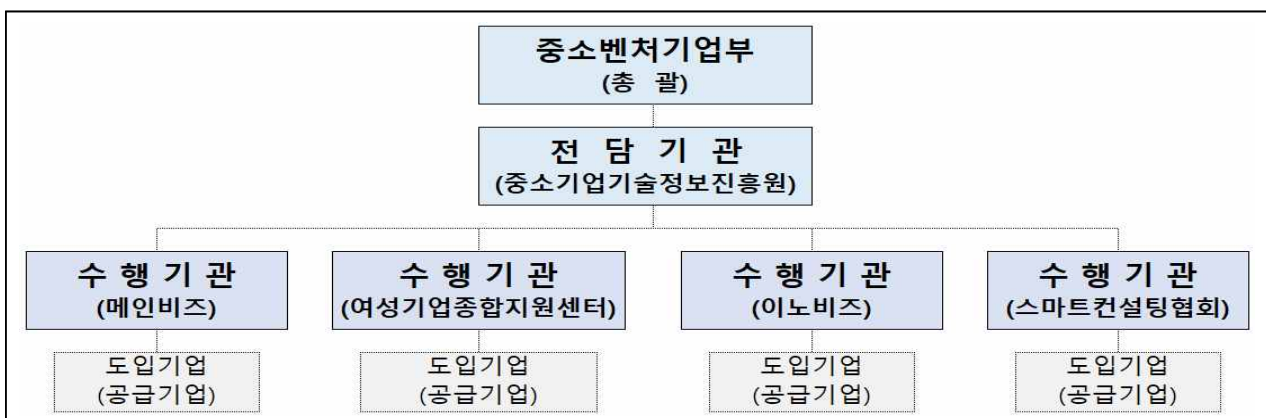 중소벤처기업부
(총 괄)
전 담 기 관
(중소기업기술정보진흥원)
수 행 기 관
(메인비즈)
수 행 기 관
(여성기업종합지원센터)
수 행 기 관
(이노비즈)
수 행 기 관
(스마트컨설팅협회)
도입기업
(공급기업)
도입기업
(공급기업)
도입기업
(공급기업)
도입기업
(공급기업)